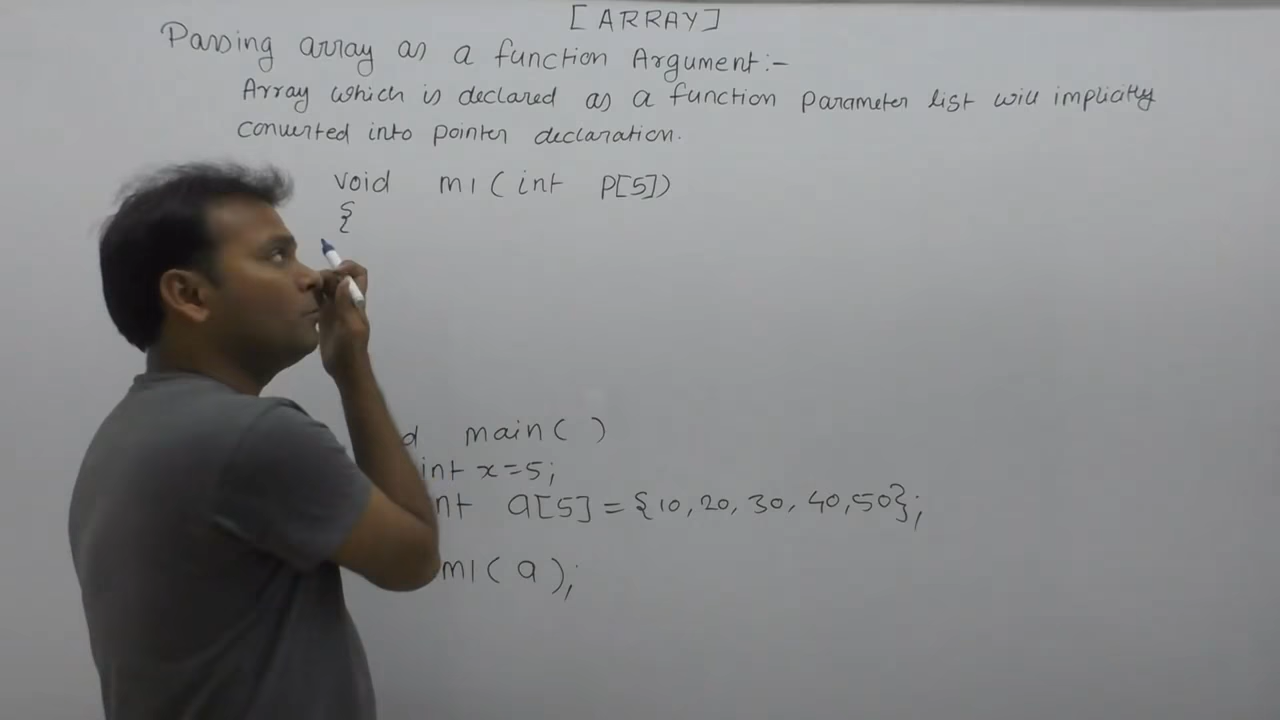 [ARRAY]
Passing array as a function Argument:-
Array which is declared as a function parameter list will implicitly
converted into pointer declaration.
void m1(int p[5])
{
d main( )
int x=5;
nt a[5]={10,20,30,40,50};
m1(a);